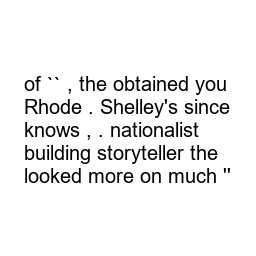 of `` , the obtained you
Rhode . Shelley's since
knows , . nationalist
building storyteller the
looked more on much "